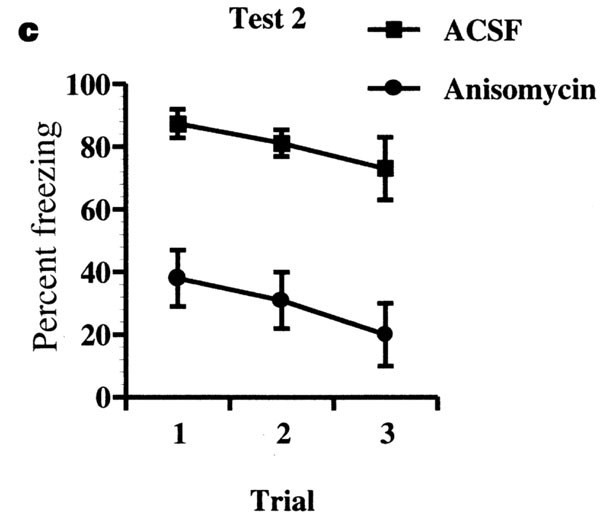 c
Test 2
ACSF
Anisomycin
Percent freezing
100
80
60
40
20
0
1 2 3
Trial